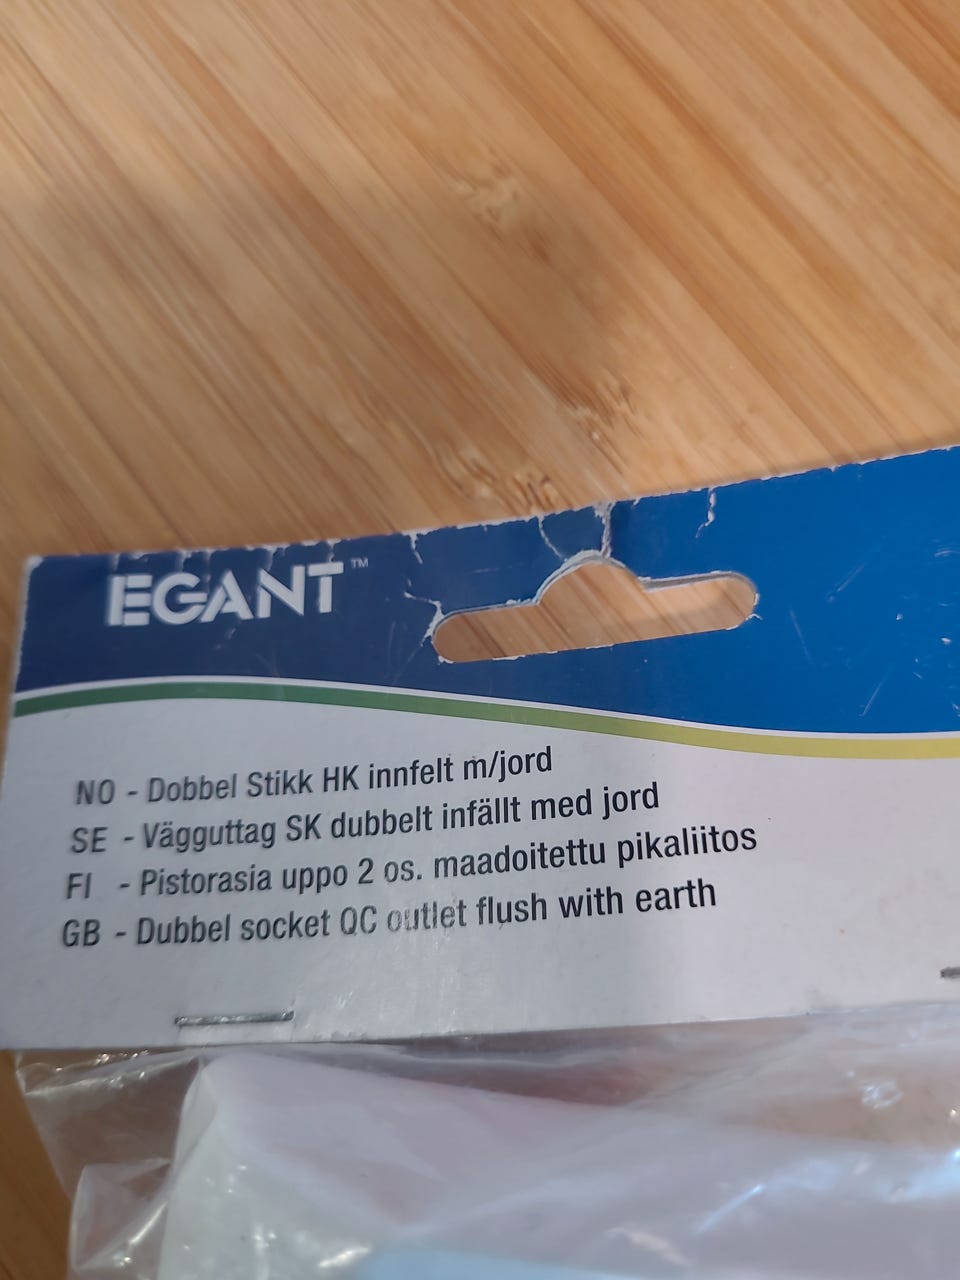 EGANT™
NO - Dobbel Stikk HK innfelt m/jord
SE - Vägguttag SK dubbelt infällt med jord
FI - Pistorasia uppo 2 os. maadoitettu pikaliitos
GB - Dubbel socket QC outlet flush with earth